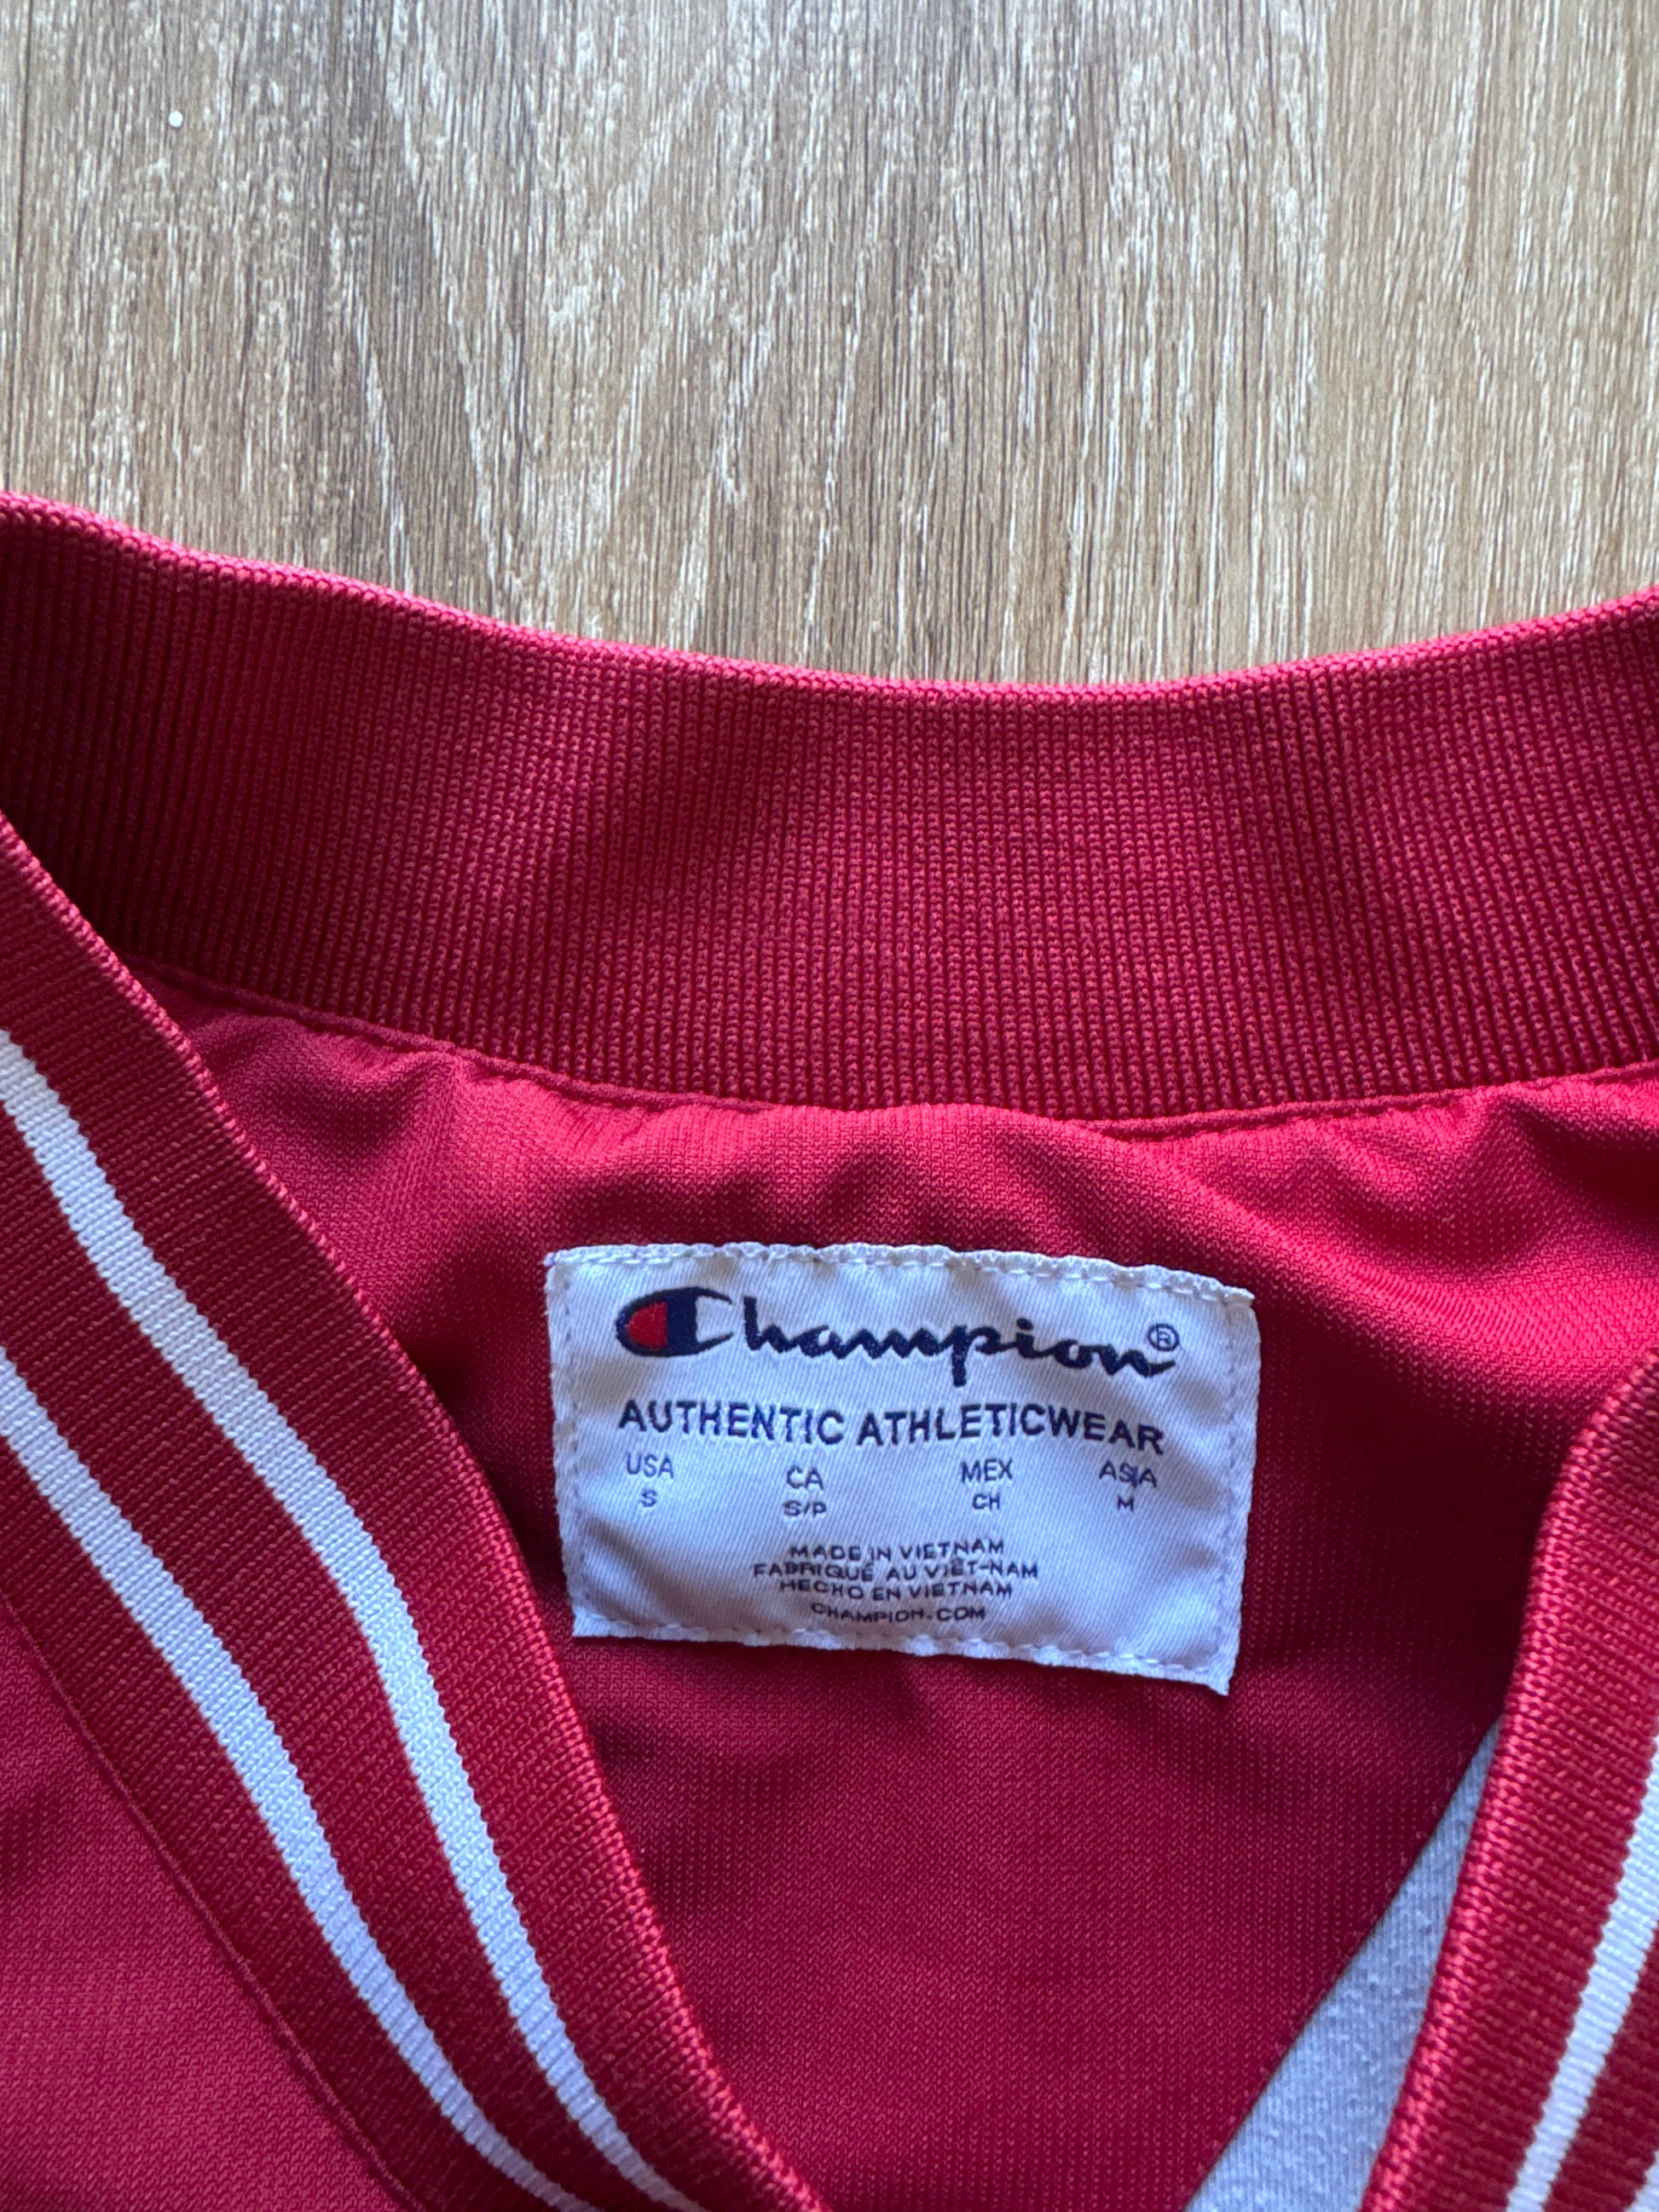 Champion®
AUTHENTIC ATHLETICWEAR
USA CA MEX ASIA
S S/P CH M
MADE IN VIETNAM
FABRIQUÉ AU VIÊT-NAM
HECHO EN VIETNAM
CHAMPION.COM